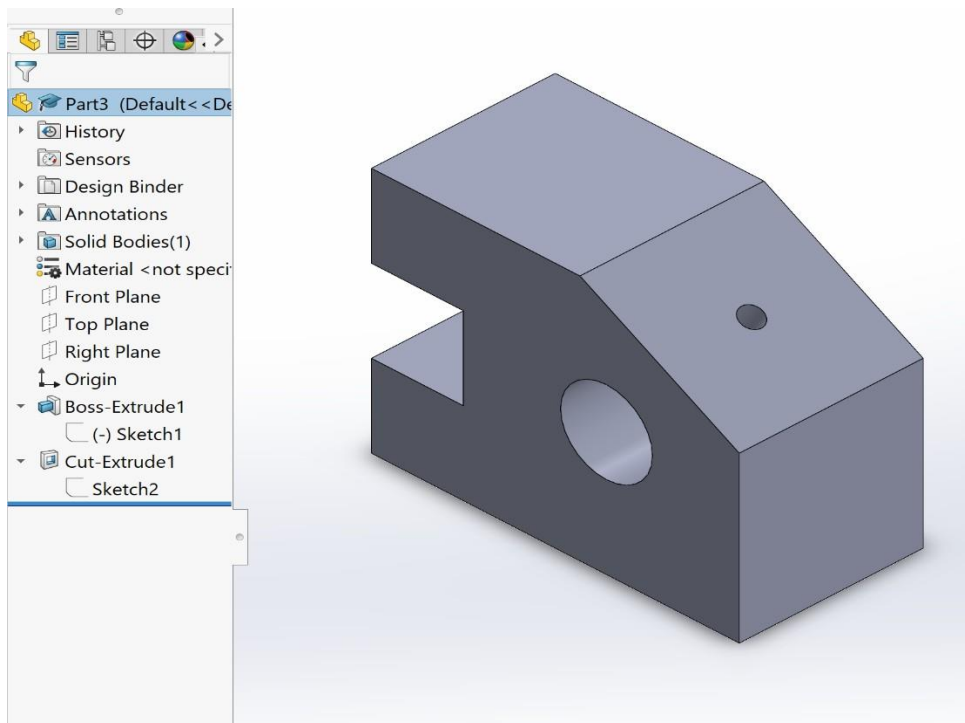 Part3 (Default<<De
History
Sensors
Design Binder
Annotations
Solid Bodies(1)
Material <not speci
Front Plane
Top Plane
Right Plane
Origin
Boss-Extrude1
(-) Sketch1
Cut-Extrude1
Sketch2